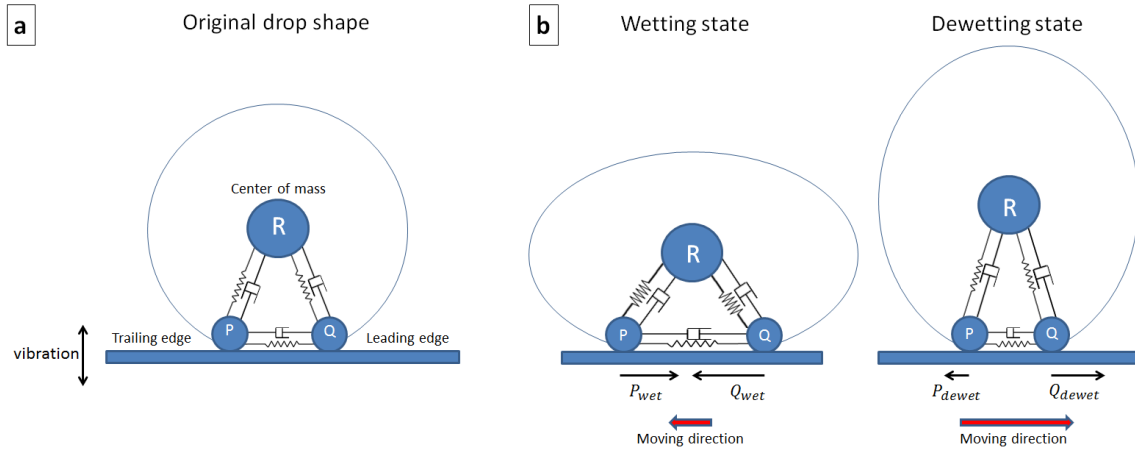 a
Original drop shape
Center of mass
R
P
Q
Trailing edge
Leading edge
vibration
b
Wetting state
Dewetting state
R
P
Q
P_wet
Q_wet
Moving direction
R
P
Q
P_dewet
Q_dewet
Moving direction